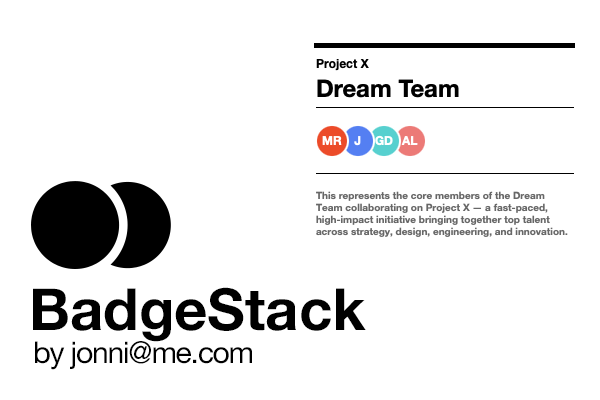 Project X
Dream Team
MR J GD AL
This represents the core members of the Dream
Team collaborating on Project X — a fast-paced,
high-impact initiative bringing together top talent
across strategy, design, engineering, and innovation.
BadgeStack
by jonni@me.com